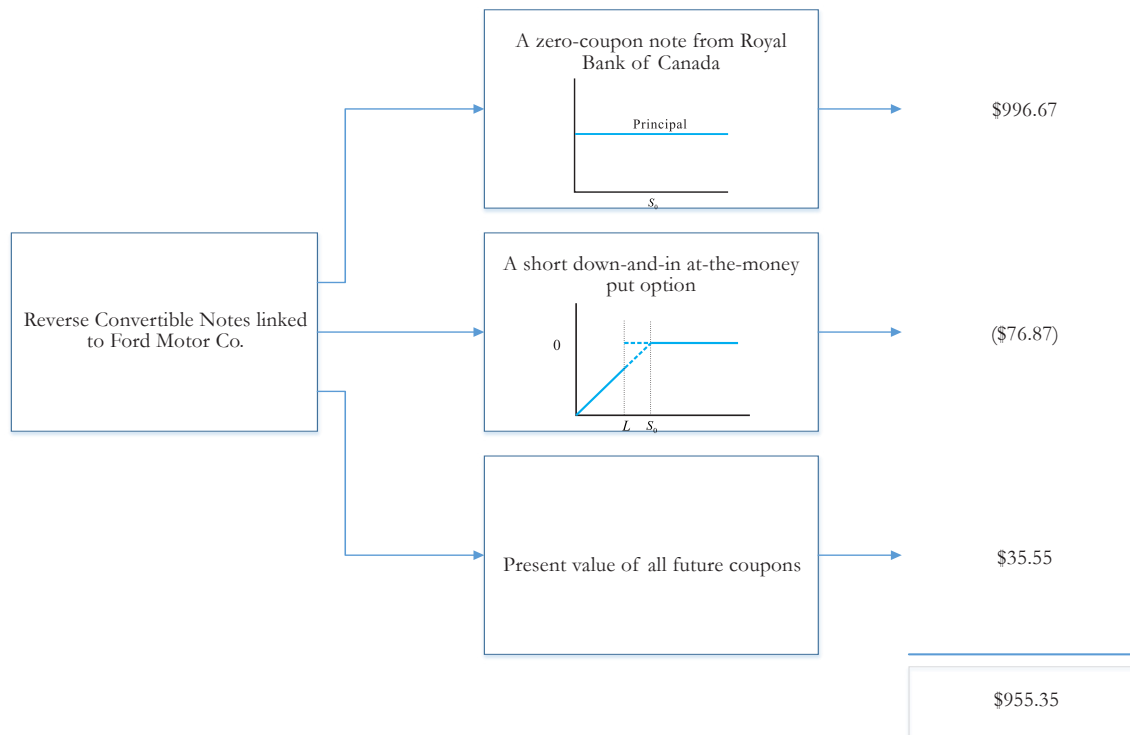 A zero-coupon note from Royal
Bank of Canada
Principal
S₀
$996.67
Reverse Convertible Notes linked
to Ford Motor Co.
A short down-and-in at-the-money
put option
0
L S₀
($76.87)
Present value of all future coupons
$35.55
$955.35